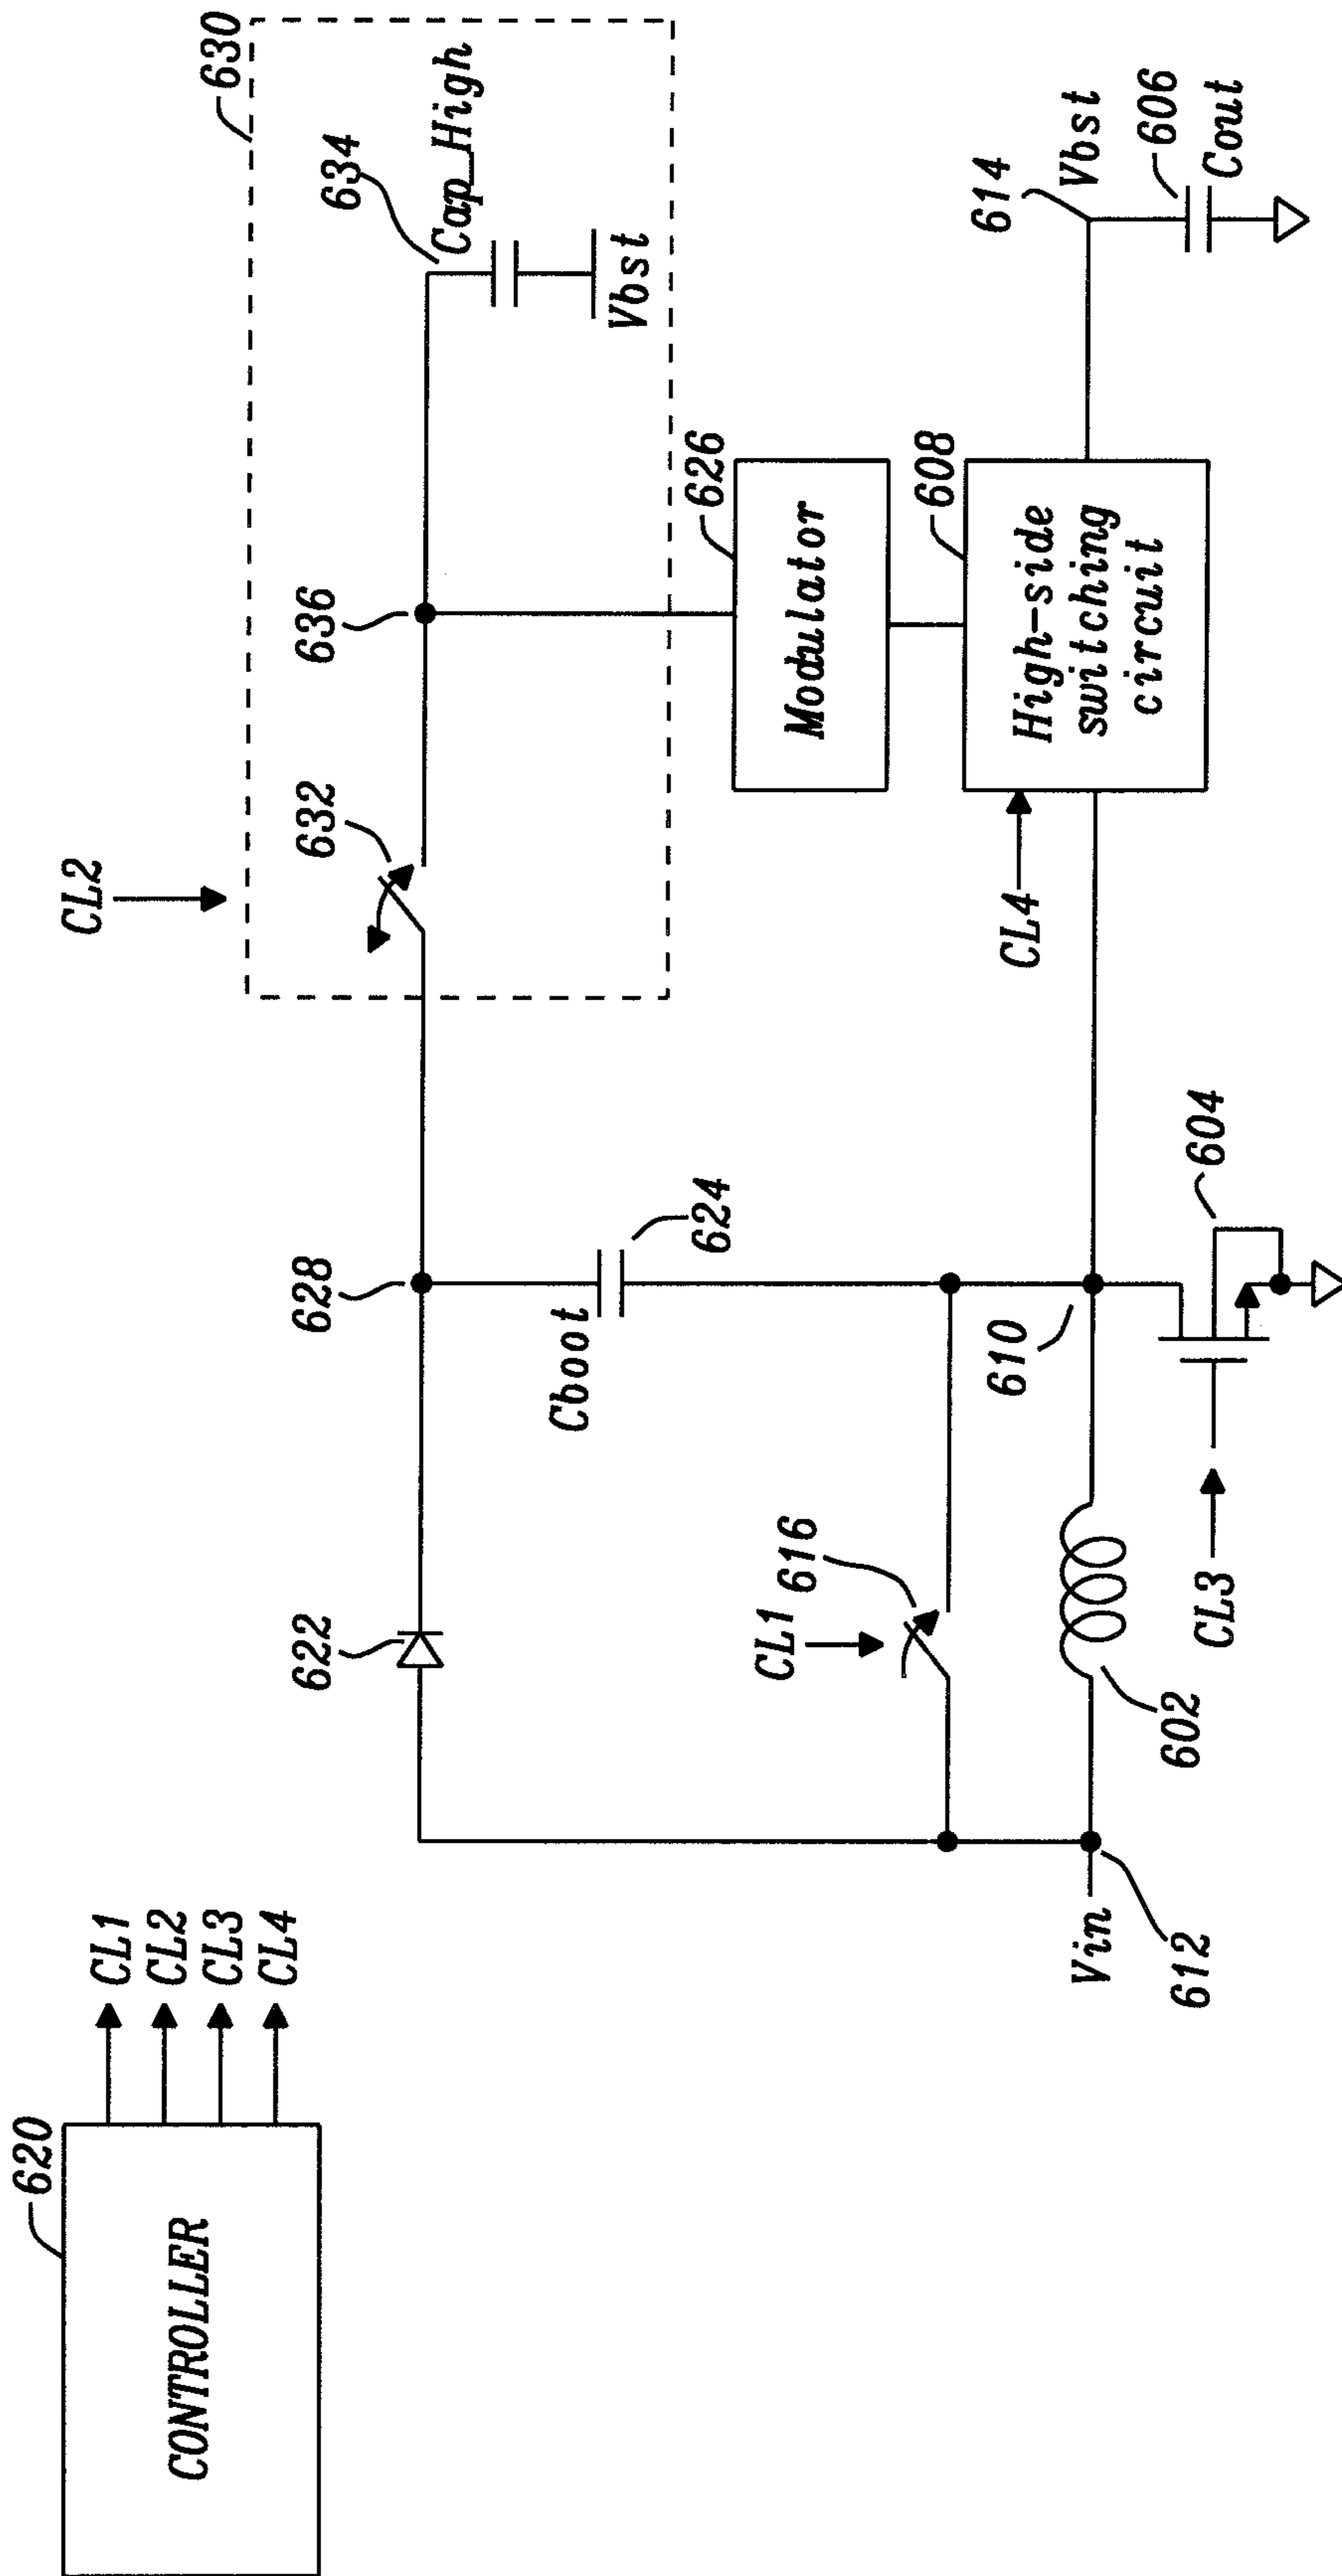 620
CONTROLLER
CL1
CL2
CL3
CL4
CL2
630
622
628
632
636
634
Cap_High
Vbst
Cboot
624
626
Modulator
CL1
616
610
CL4
608
High-side
switching
circuit
614
Vbst
606
Cout
Vin
612
602
CL3
604